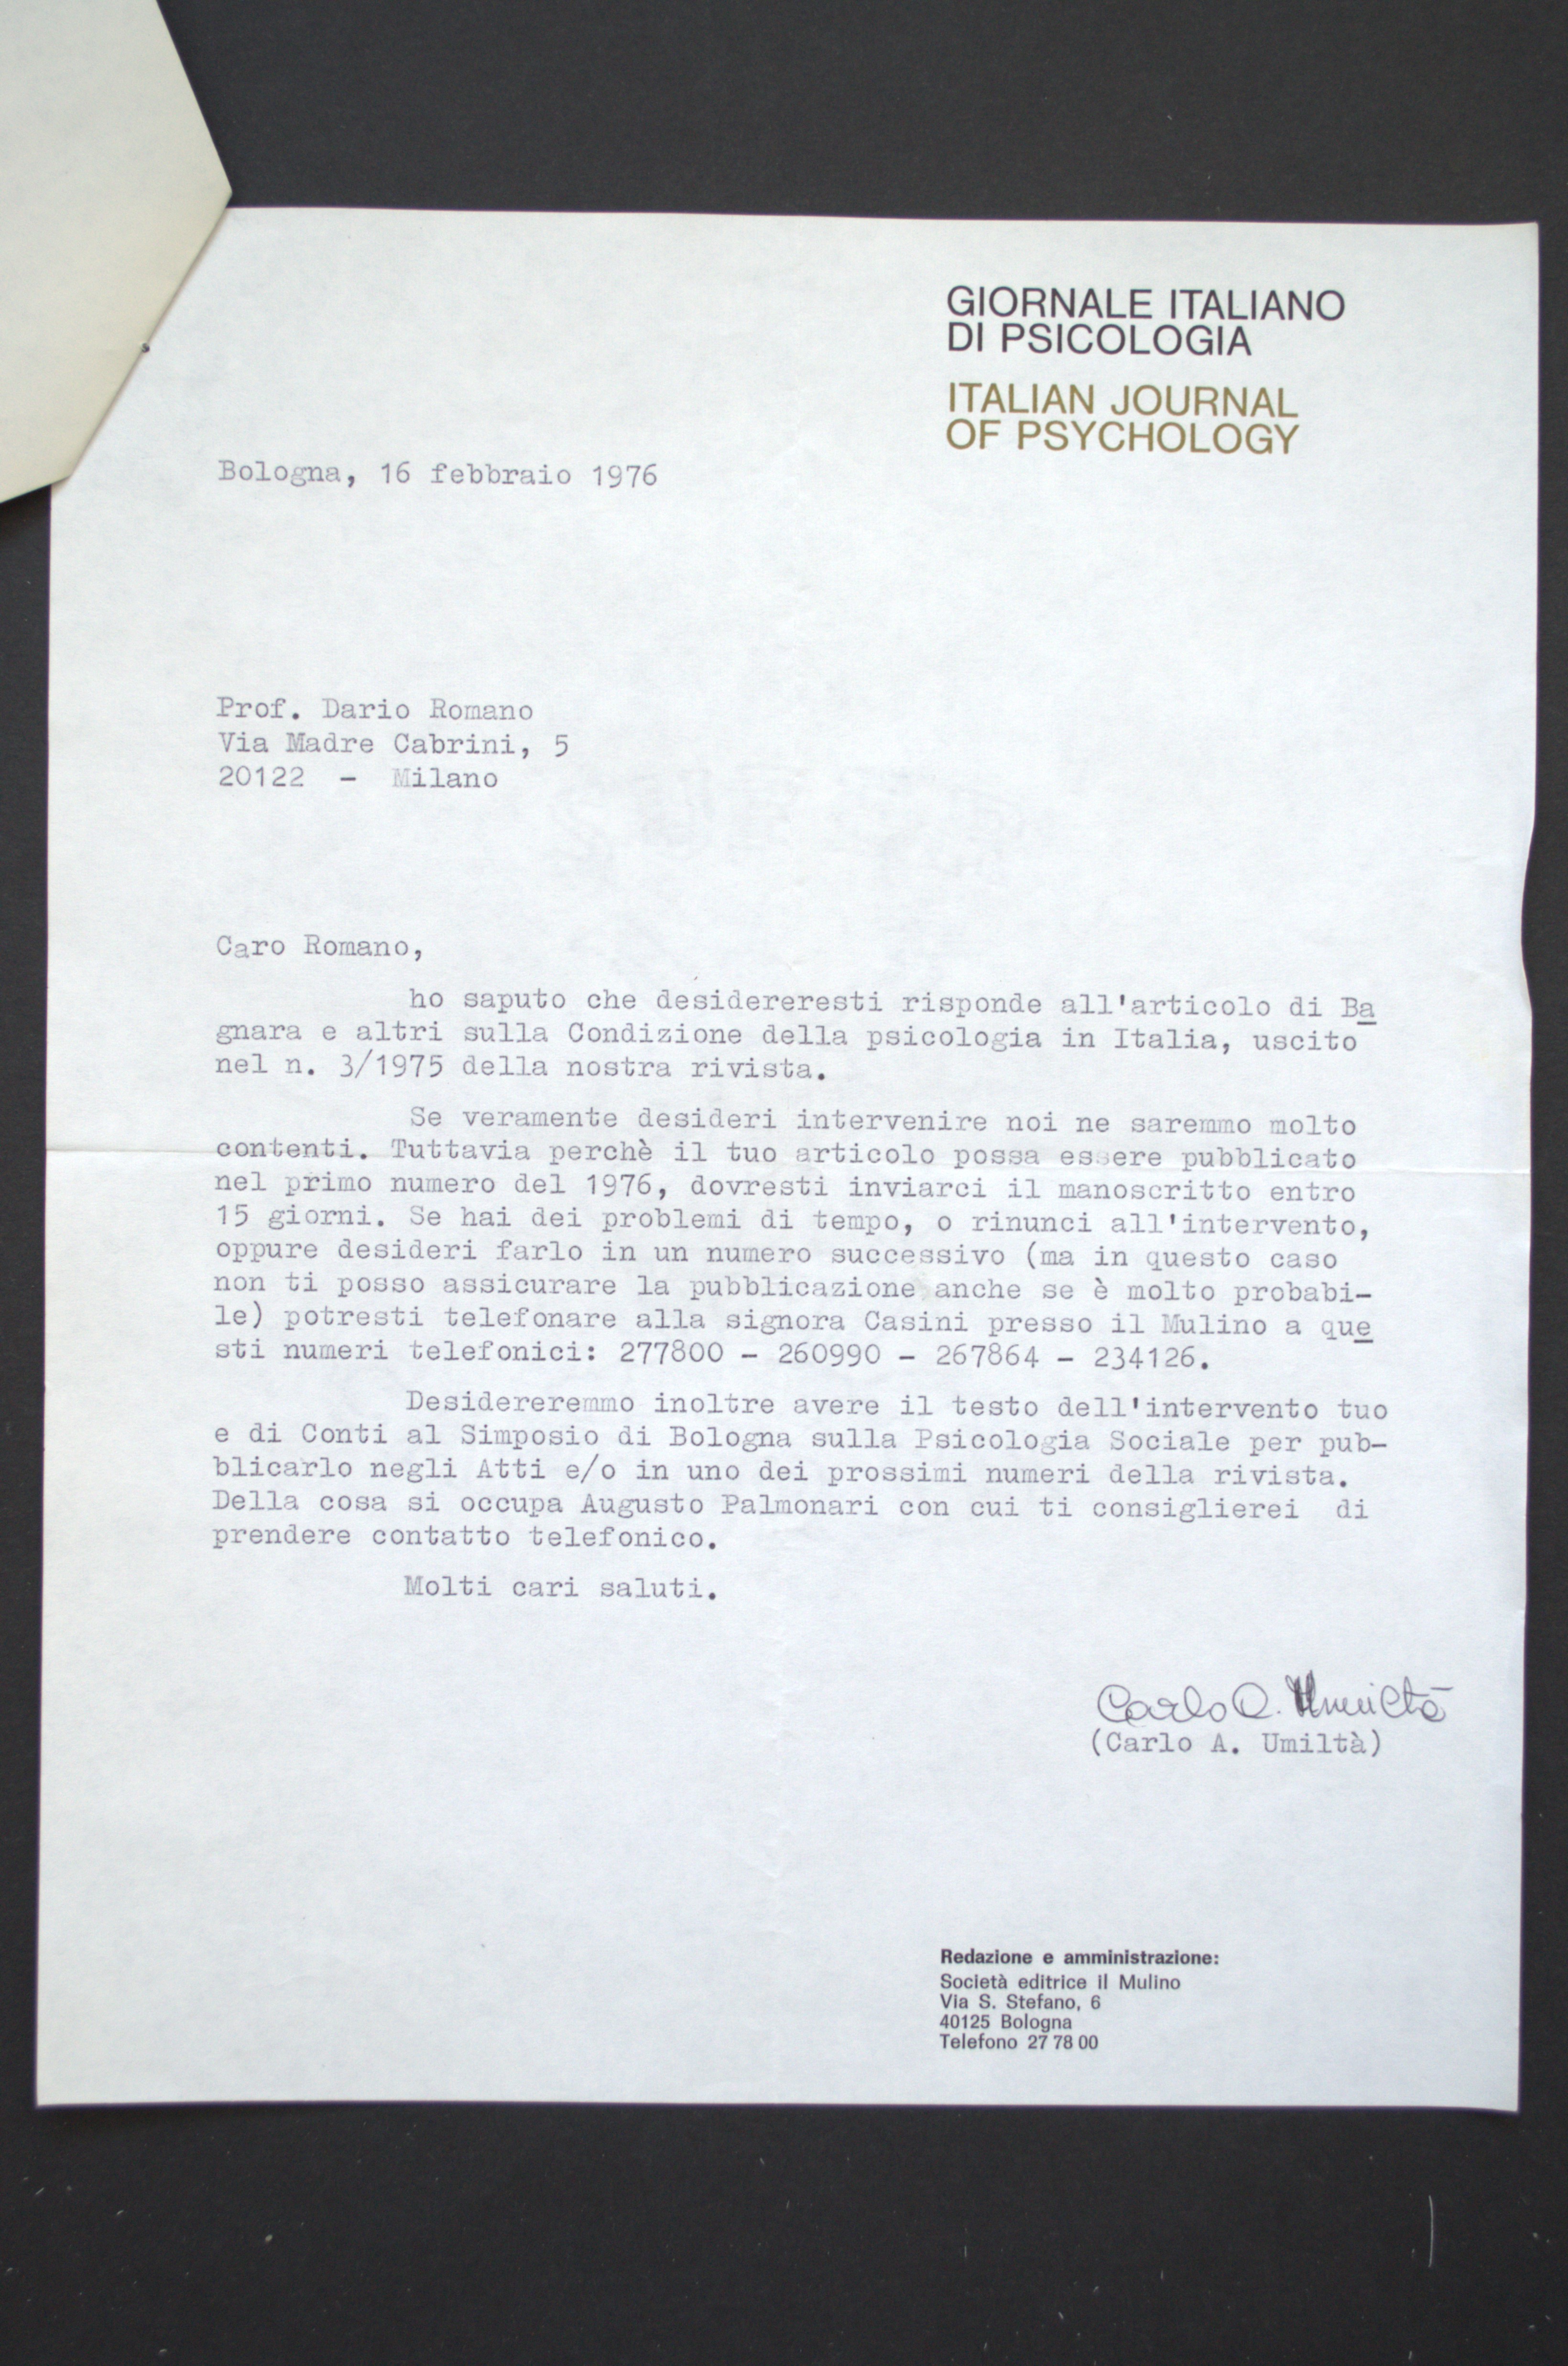 GIORNALE ITALIANO
DI PSICOLOGIA
ITALIAN JOURNAL
OF PSYCHOLOGY
Bologna, 16 febbraio 1976
Prof. Dario Romano
Via Madre Cabrini, 5
20122 - Milano
Caro Romano,
ho saputo che desidereresti risponde all'articolo di Ba
gnara e altri sulla Condizione della psicologia in Italia, uscito
nel n. 3/1975 della nostra rivista.
Se veramente desideri intervenire noi ne saremmo molto
contenti. Tuttavia perchè il tuo articolo possa essere pubblicato
nel primo numero del 1976, dovresti inviarci il manoscritto entro
15 giorni. Se hai dei problemi di tempo, o rinunci all'intervento,
oppure desideri farlo in un numero successivo (ma in questo caso
non ti posso assicurare la pubblicazione anche se è molto probabi-
le) potresti telefonare alla signora Casini presso il Mulino a que
sti numeri telefonici: 277800 - 260990 - 267864 - 234126.
Desidereremmo inoltre avere il testo dell'intervento tuo
e di Conti al Simposio di Bologna sulla Psicologia Sociale per pub-
blicarlo negli Atti e/o in uno dei prossimi numeri della rivista.
Della cosa si occupa Augusto Palmonari con cui ti consiglierei di
prendere contatto telefonico.
Molti cari saluti.
Carlo A. Umiltà
(Carlo A. Umiltà)
Redazione e amministrazione:
Società editrice il Mulino
Via S. Stefano, 6
40125 Bologna
Telefono 27 78 00